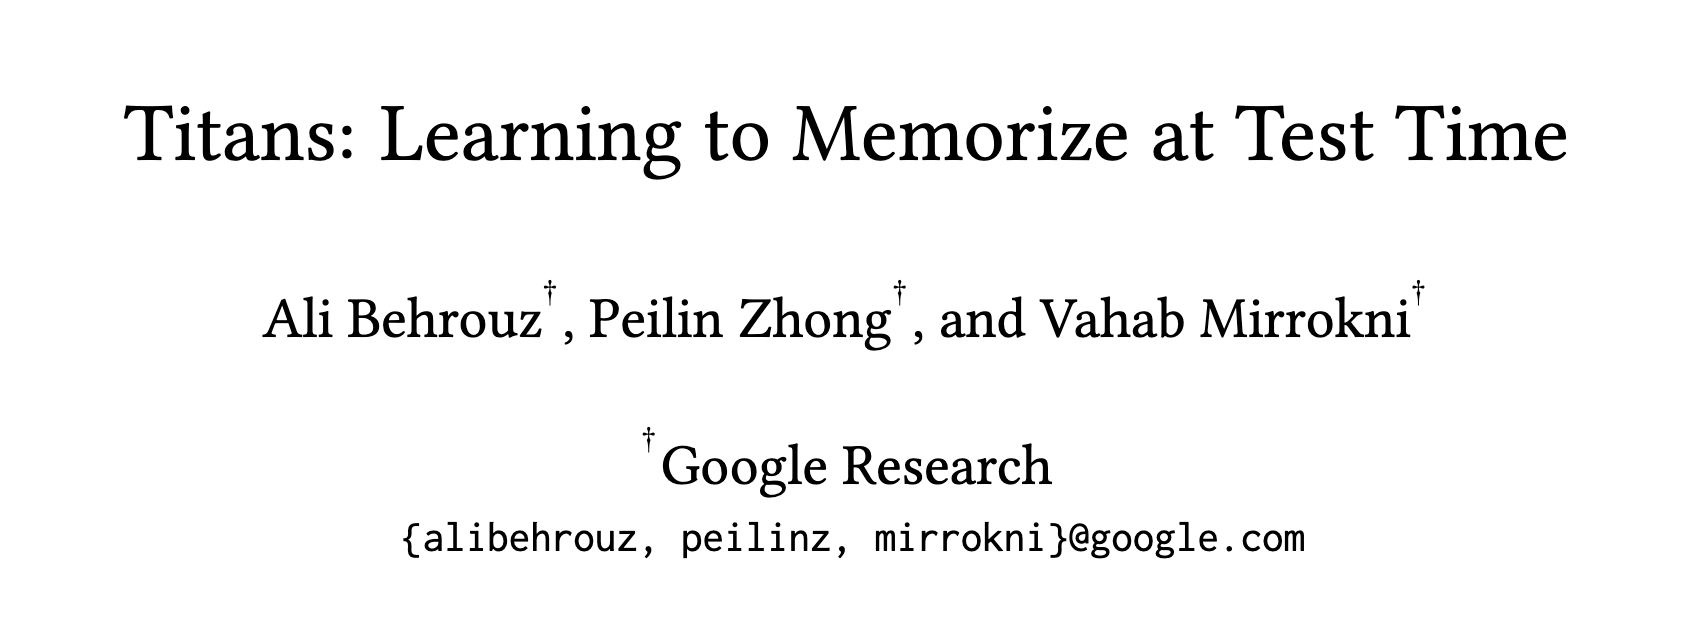 Titans: Learning to Memorize at Test Time
Ali Behrouz†, Peilin Zhong†, and Vahab Mirrokni†
†Google Research
{alibehrouz, peilinz, mirrokni}@google.com